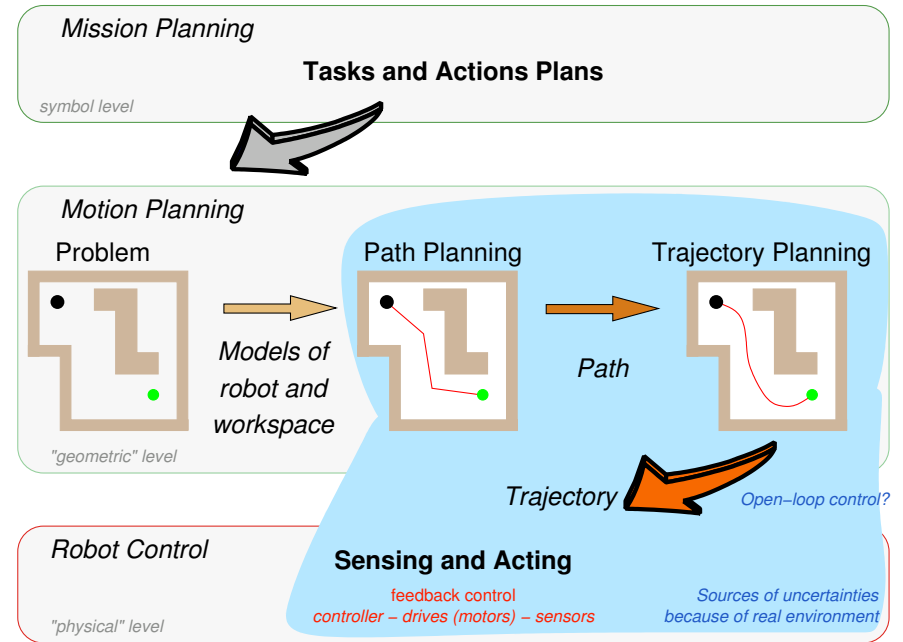 Mission Planning
Tasks and Actions Plans
symbol level
Motion Planning
Problem
Path Planning
Trajectory Planning
Models of
robot and
workspace
Path
"geometric" level
Trajectory
Open–loop control?
Robot Control
Sensing and Acting
feedback control
controller – drives (motors) – sensors
Sources of uncertainties
because of real environment
"physical" level